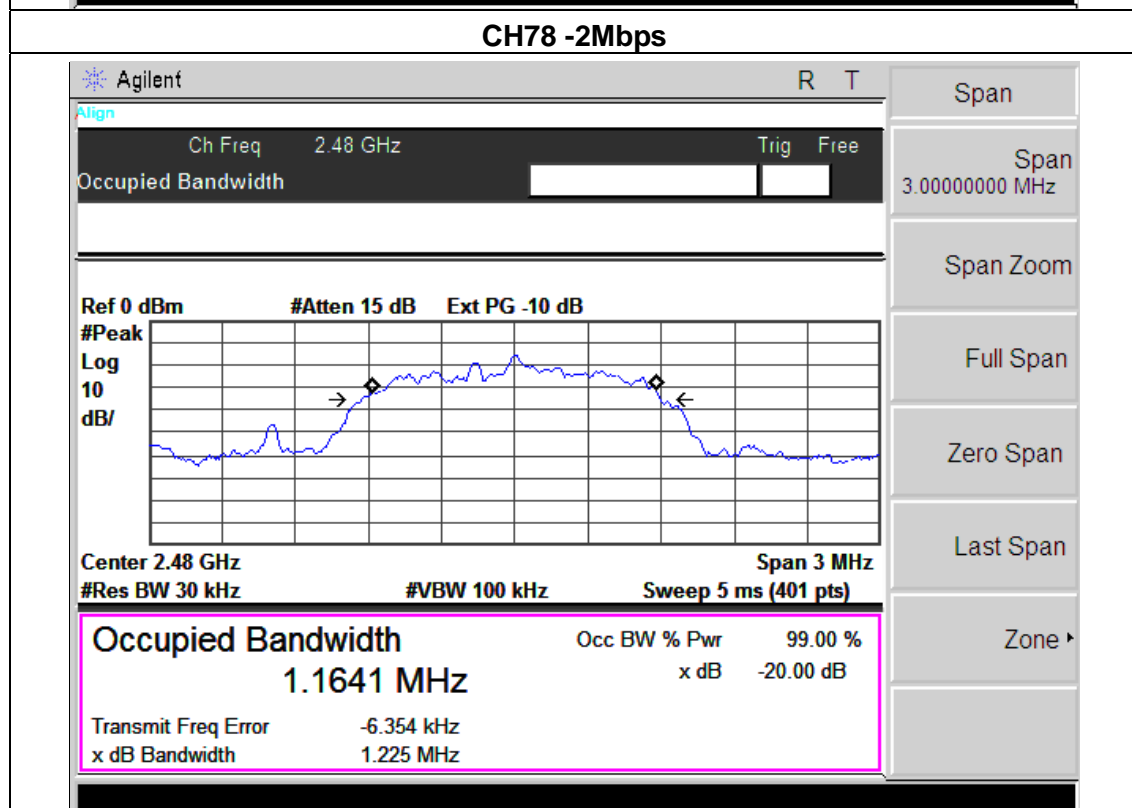 CH78 -2Mbps
Agilent R T
Align
Ch Freq 2.48 GHz Trig Free
Occupied Bandwidth
Ref 0 dBm #Atten 15 dB Ext PG -10 dB
#Peak
Log
10
dB/
Center 2.48 GHz Span 3 MHz
#Res BW 30 kHz #VBW 100 kHz Sweep 5 ms (401 pts)
Occupied Bandwidth Occ BW % Pwr 99.00 %
1.1641 MHz x dB -20.00 dB
Transmit Freq Error -6.354 kHz
x dB Bandwidth 1.225 MHz
Span
Span
3.00000000 MHz
Span Zoom
Full Span
Zero Span
Last Span
Zone